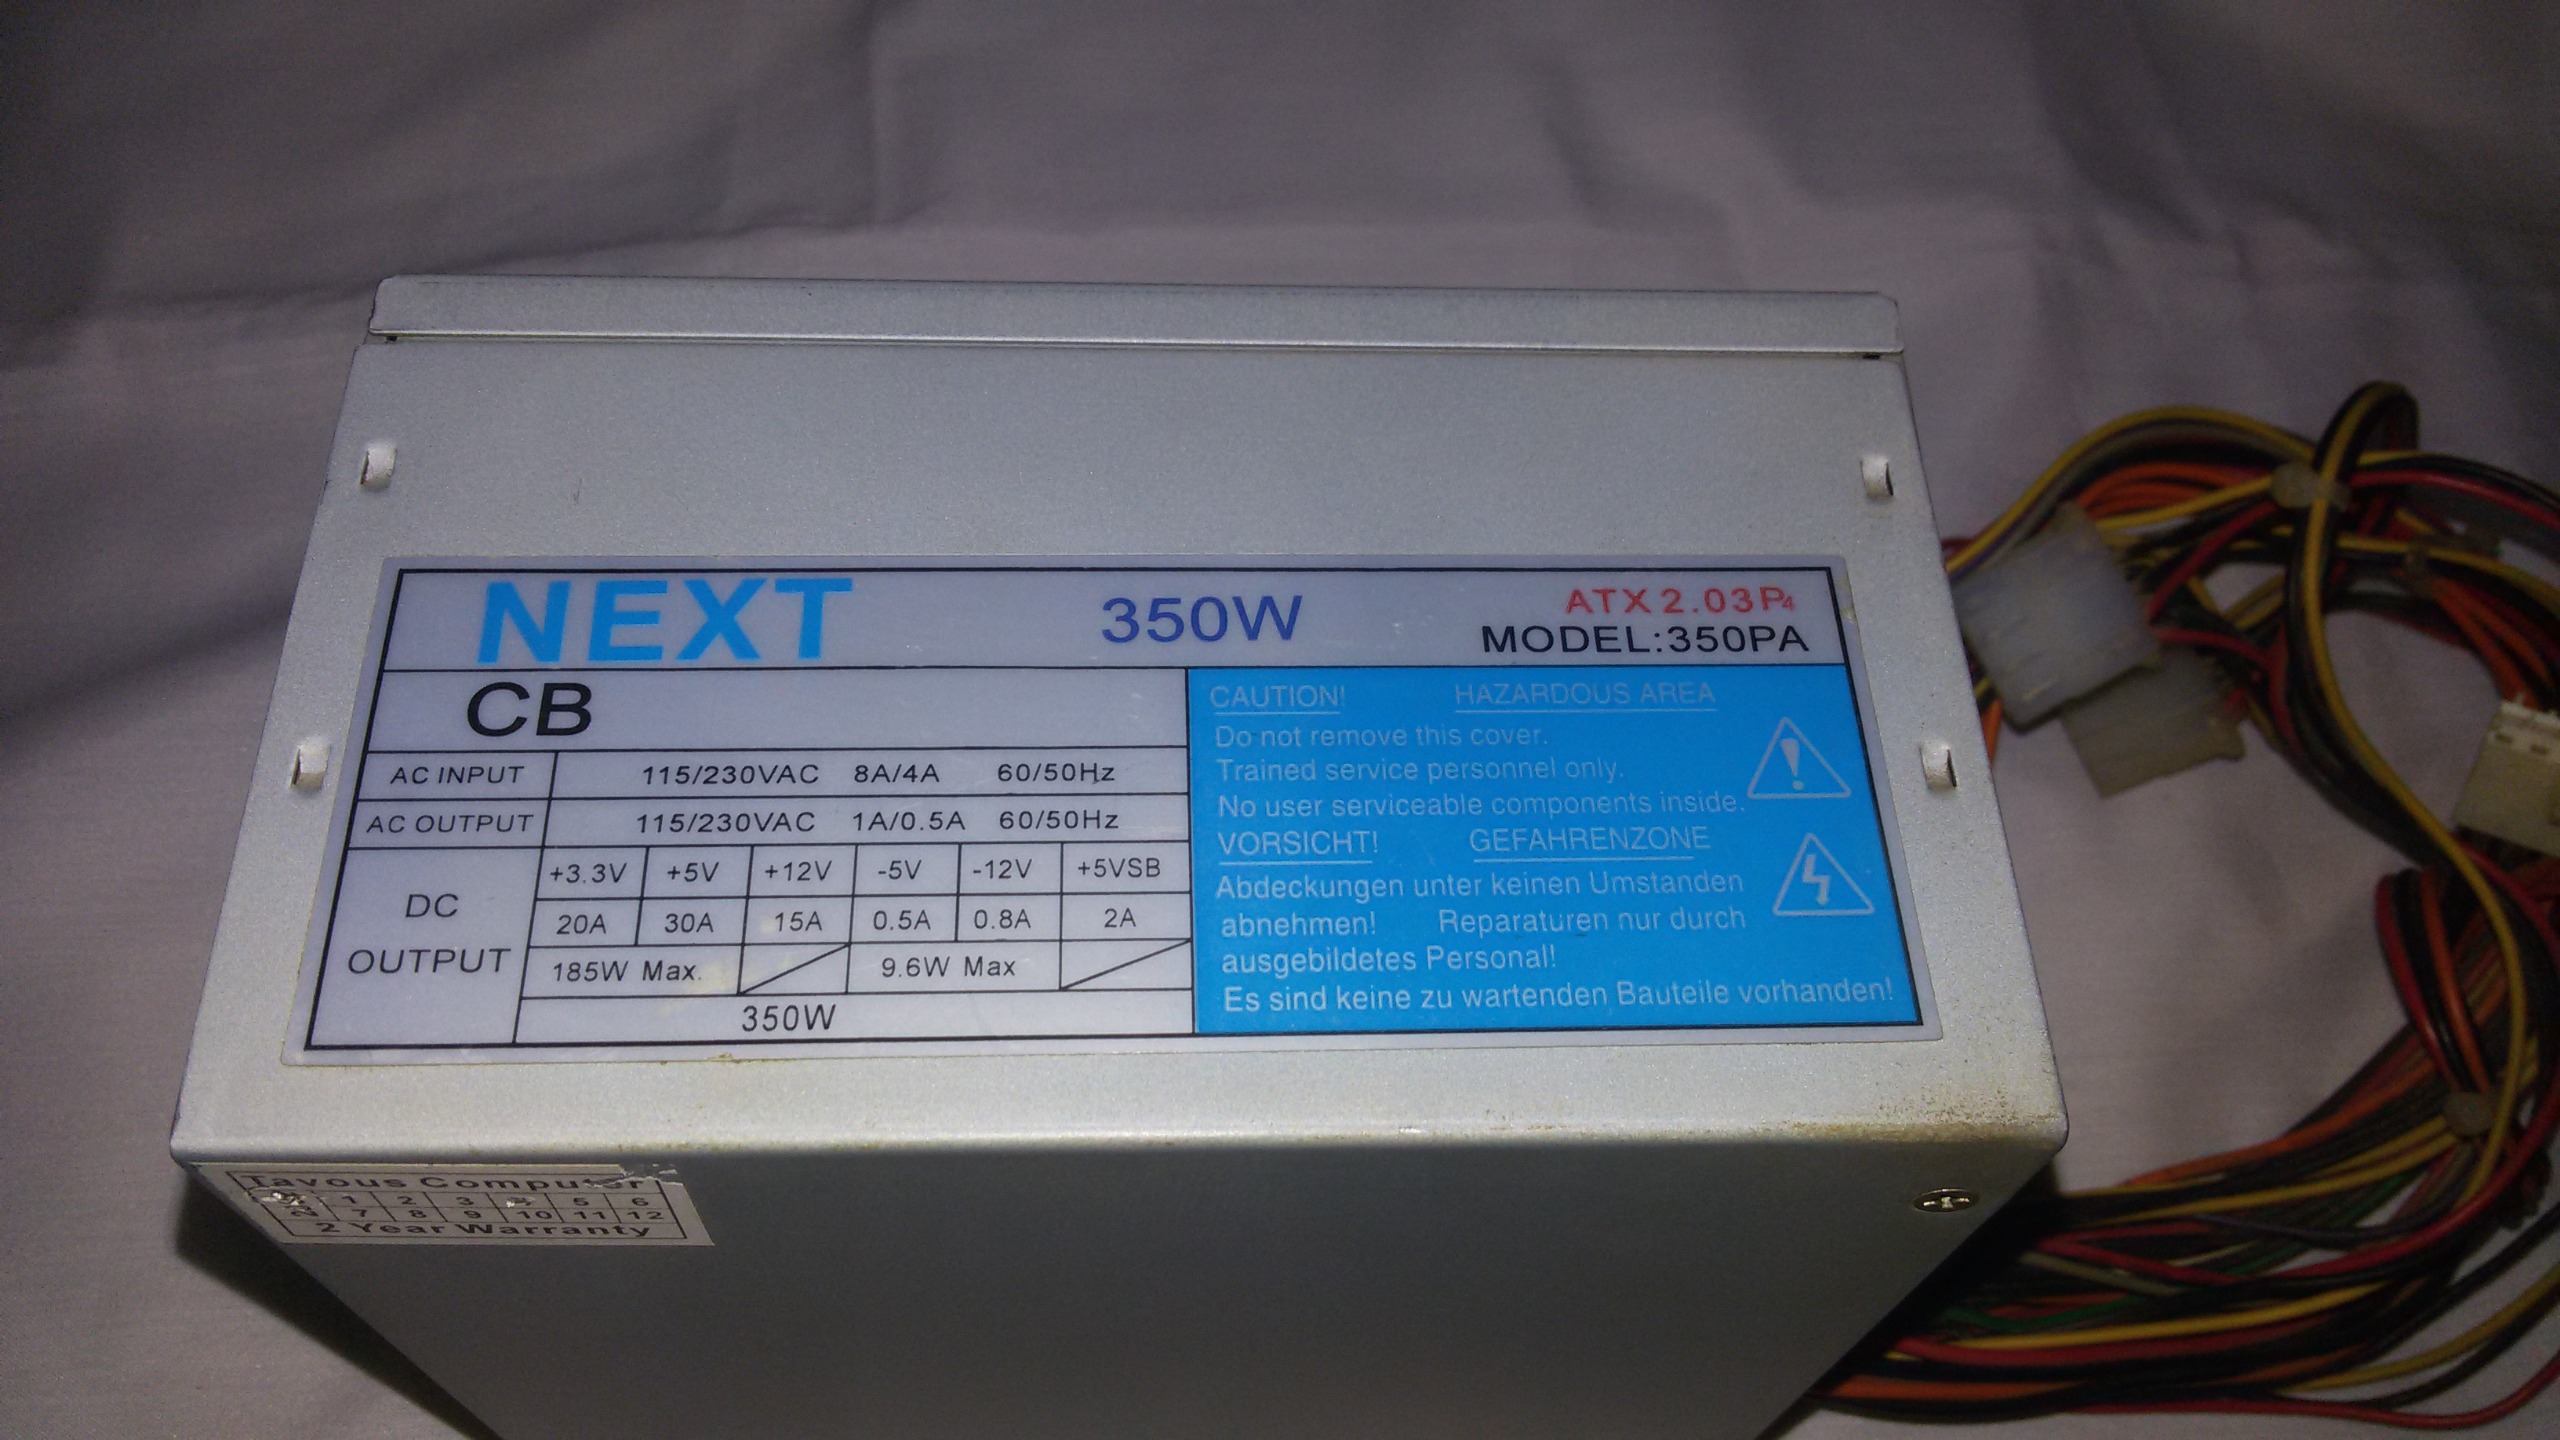 NEXT 350W ATX 2.03P4
MODEL:350PA
CB
AC INPUT 115/230VAC 8A/4A 60/50Hz
AC OUTPUT 115/230VAC 1A/0.5A 60/50Hz
DC OUTPUT
+3.3V +5V +12V -5V -12V +5VSB
20A 30A 15A 0.5A 0.8A 2A
185W Max. 9.6W Max
350W
CAUTION! HAZARDOUS AREA
Do not remove this cover.
Trained service personnel only.
No user serviceable components inside.
VORSICHT! GEFAHRENZONE
Abdeckungen unter keinen Umstanden
abnehmen! Reparaturen nur durch
ausgebildetes Personal!
Es sind keine zu wartenden Bauteile vorhanden!
Tavous Computer
1 2 3 5 6
7 8 9 10 11 12
2 Year Warranty